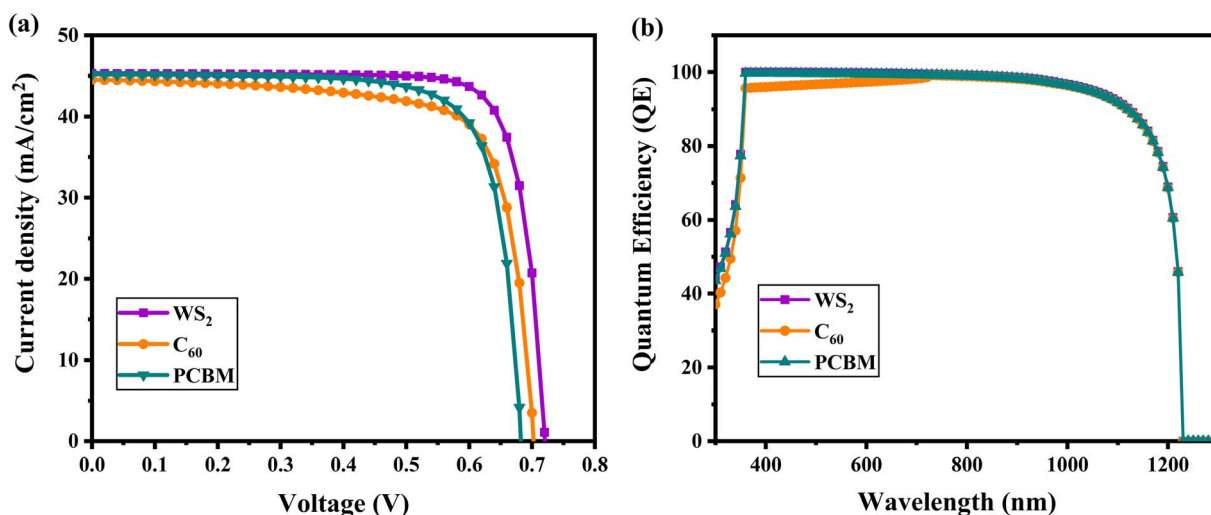 (a)
50
40
30
20
10
0
Current density (mA/cm2)
WS₂
C₆₀
PCBM
0.0 0.1 0.2 0.3 0.4 0.5 0.6 0.7 0.8
Voltage (V)
(b)
100
80
60
40
20
0
Quantum Efficiency (QE)
WS₂
C₆₀
PCBM
400 600 800 1000 1200
Wavelength (nm)